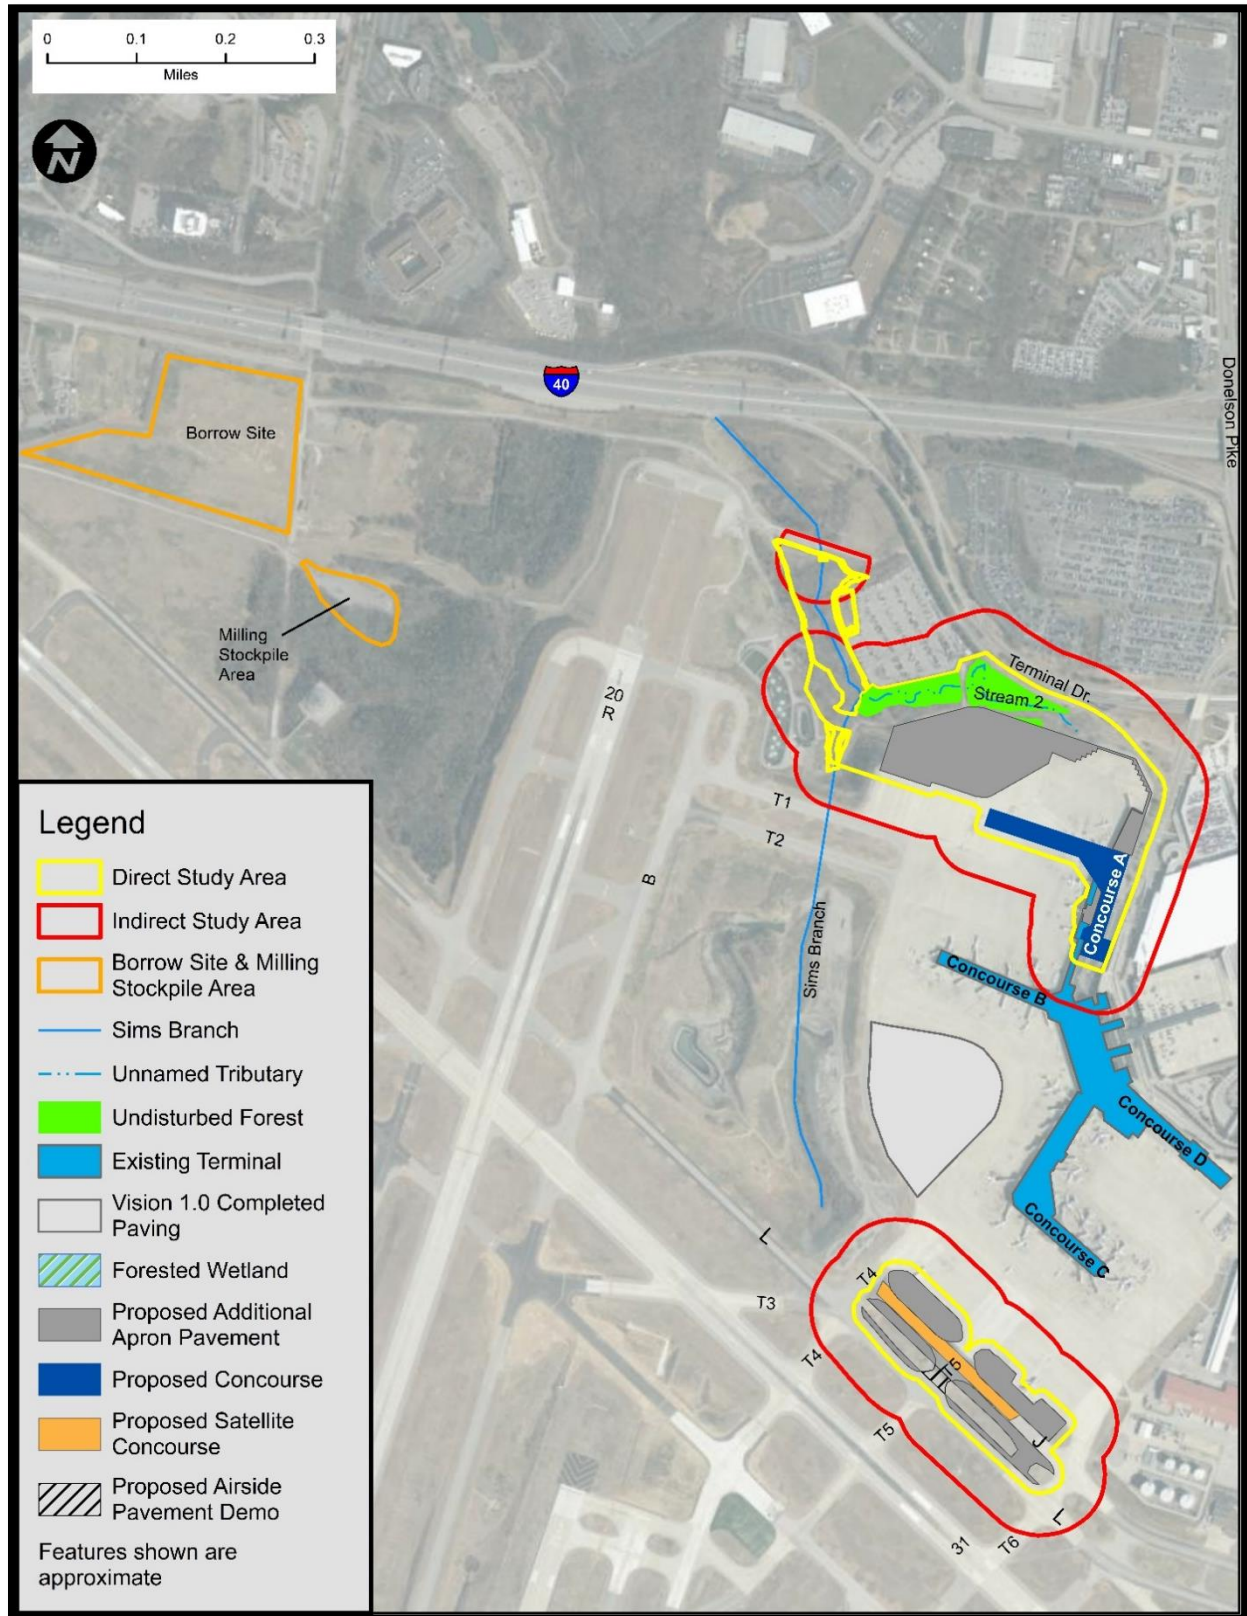 0 0.1 0.2 0.3
Miles
N
40
Donelson Pike
Borrow Site
Milling
Stockpile
Area
Terminal Dr.
Stream 2
20
R
T1
T2
B
Sims Branch
Concourse A
Concourse B
Concourse D
Concourse C
L
T4
T3
T4
T5
J
L
31
T6
Legend
Direct Study Area
Indirect Study Area
Borrow Site & Milling
Stockpile Area
Sims Branch
Unnamed Tributary
Undisturbed Forest
Existing Terminal
Vision 1.0 Completed
Paving
Forested Wetland
Proposed Additional
Apron Pavement
Proposed Concourse
Proposed Satellite
Concourse
Proposed Airside
Pavement Demo
Features shown are
approximate